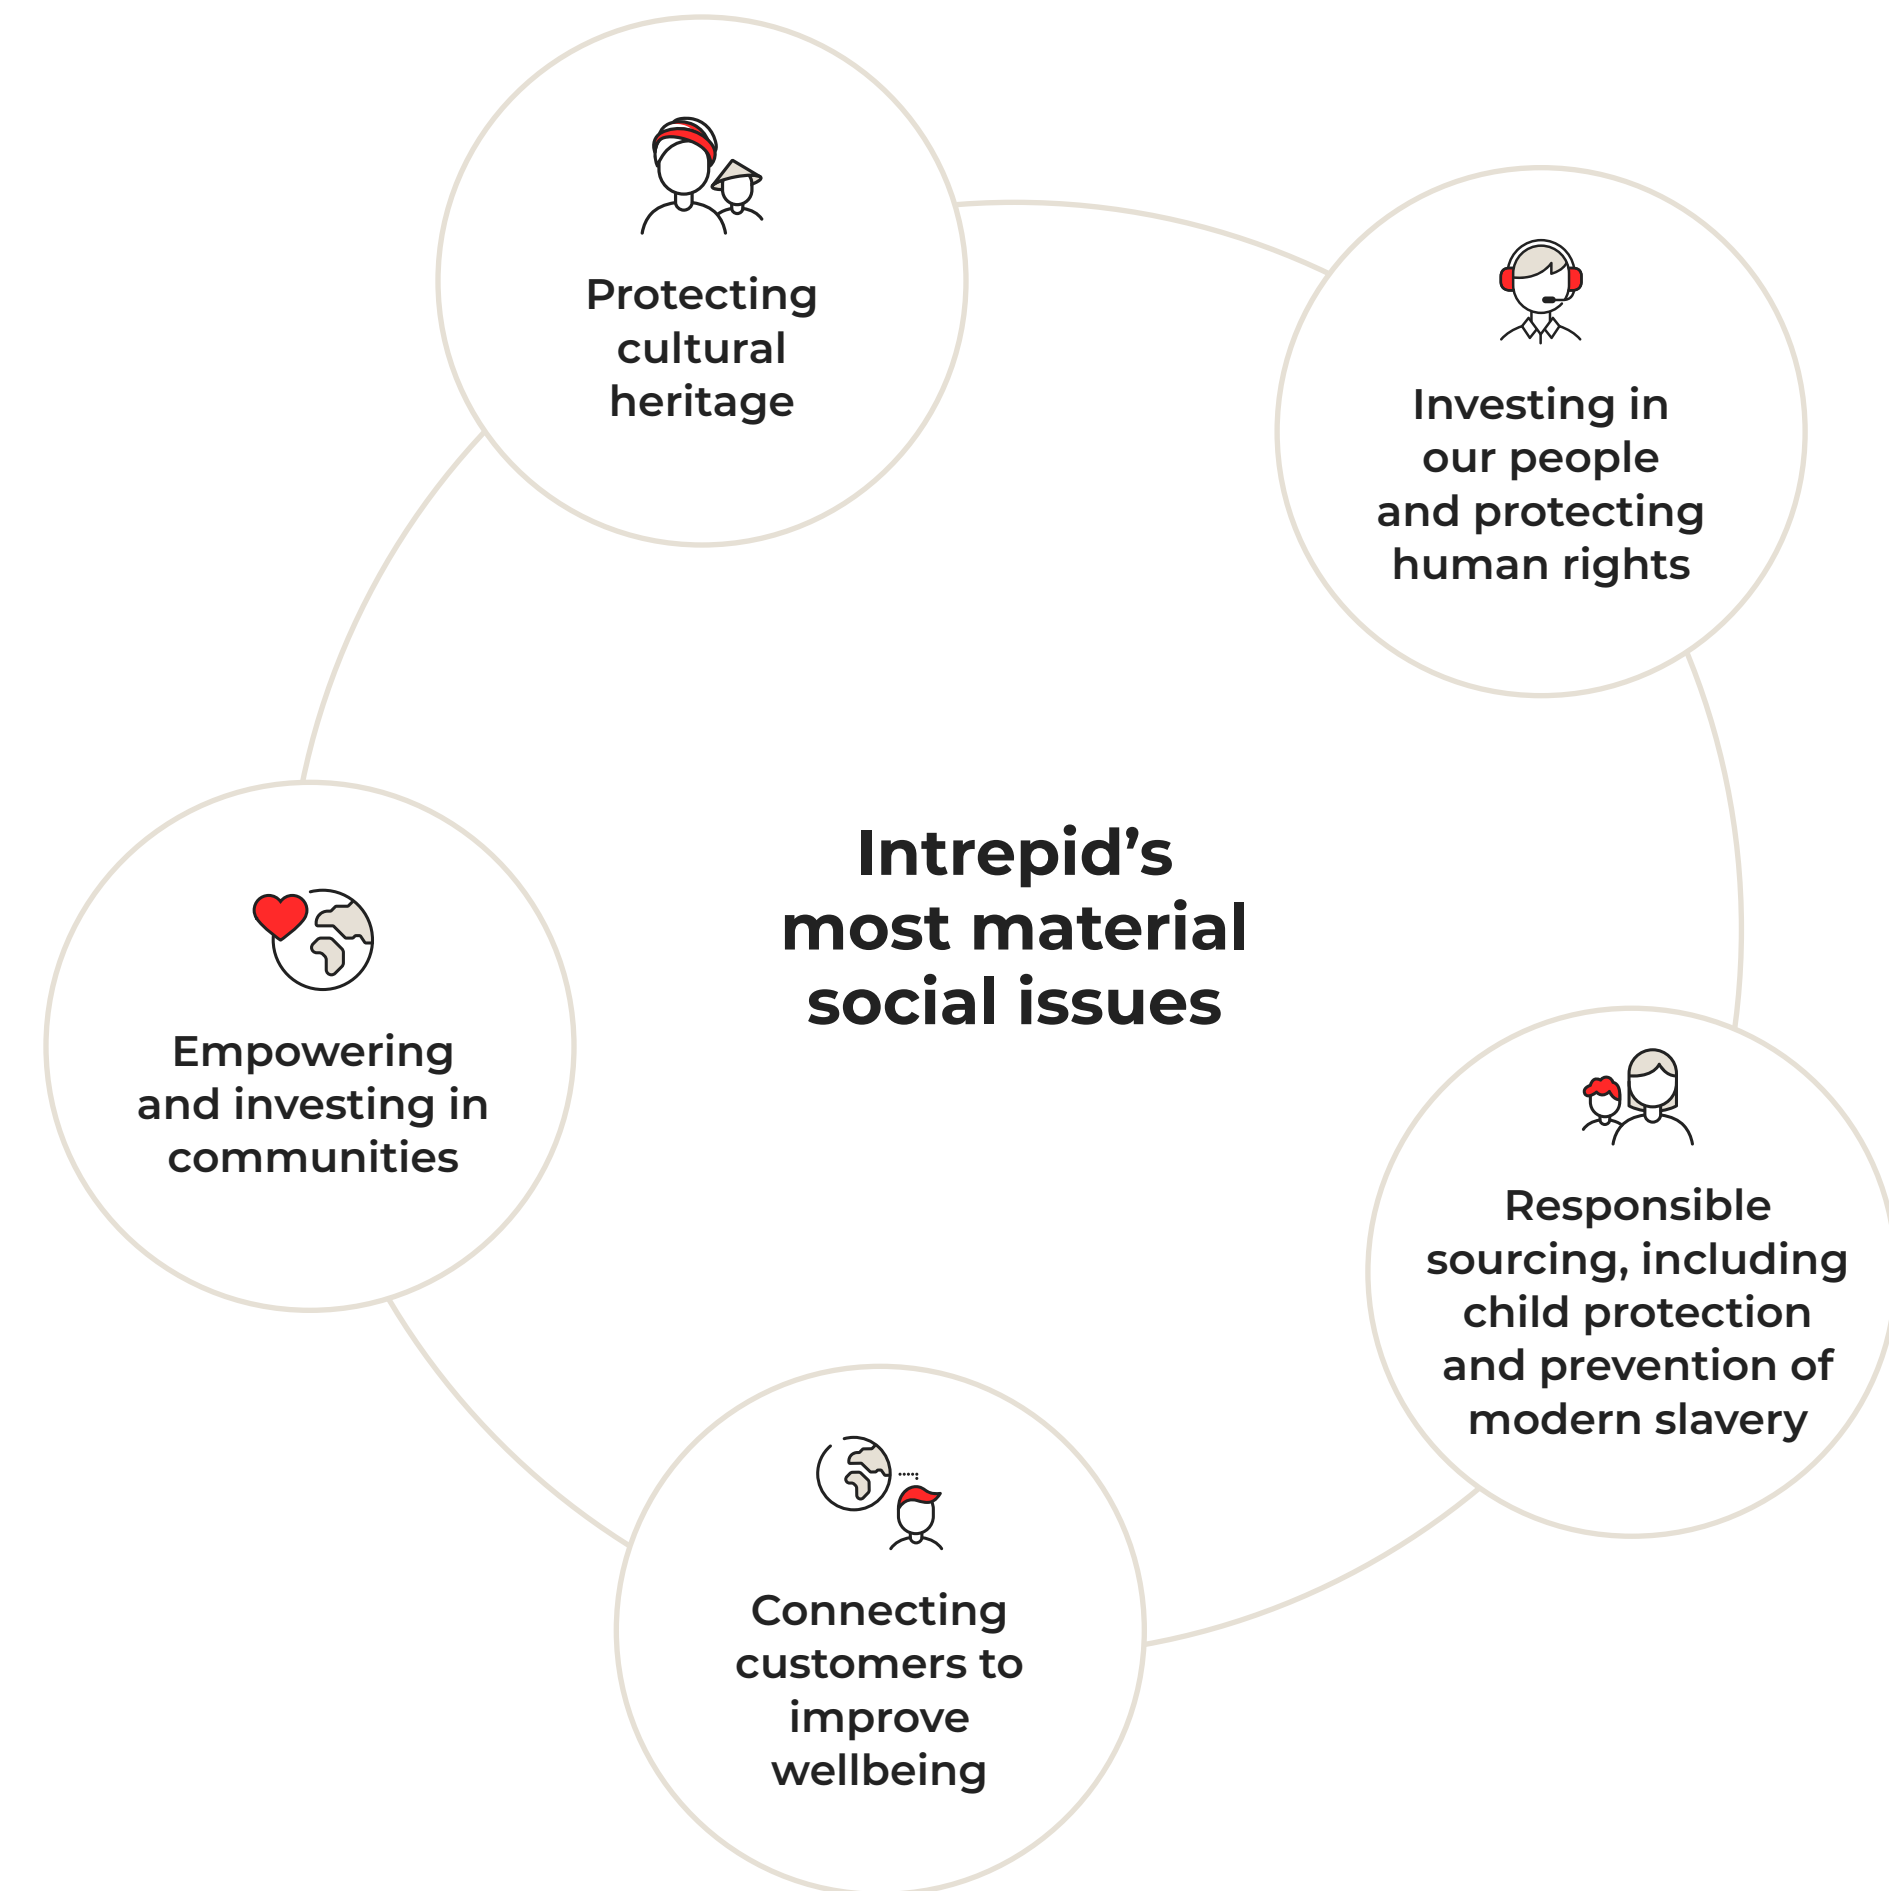 Protecting
cultural
heritage
Investing in
our people
and protecting
human rights
Intrepid’s
most material
social issues
Empowering
and investing in
communities
Responsible
sourcing, including
child protection
and prevention of
modern slavery
Connecting
customers to
improve
wellbeing